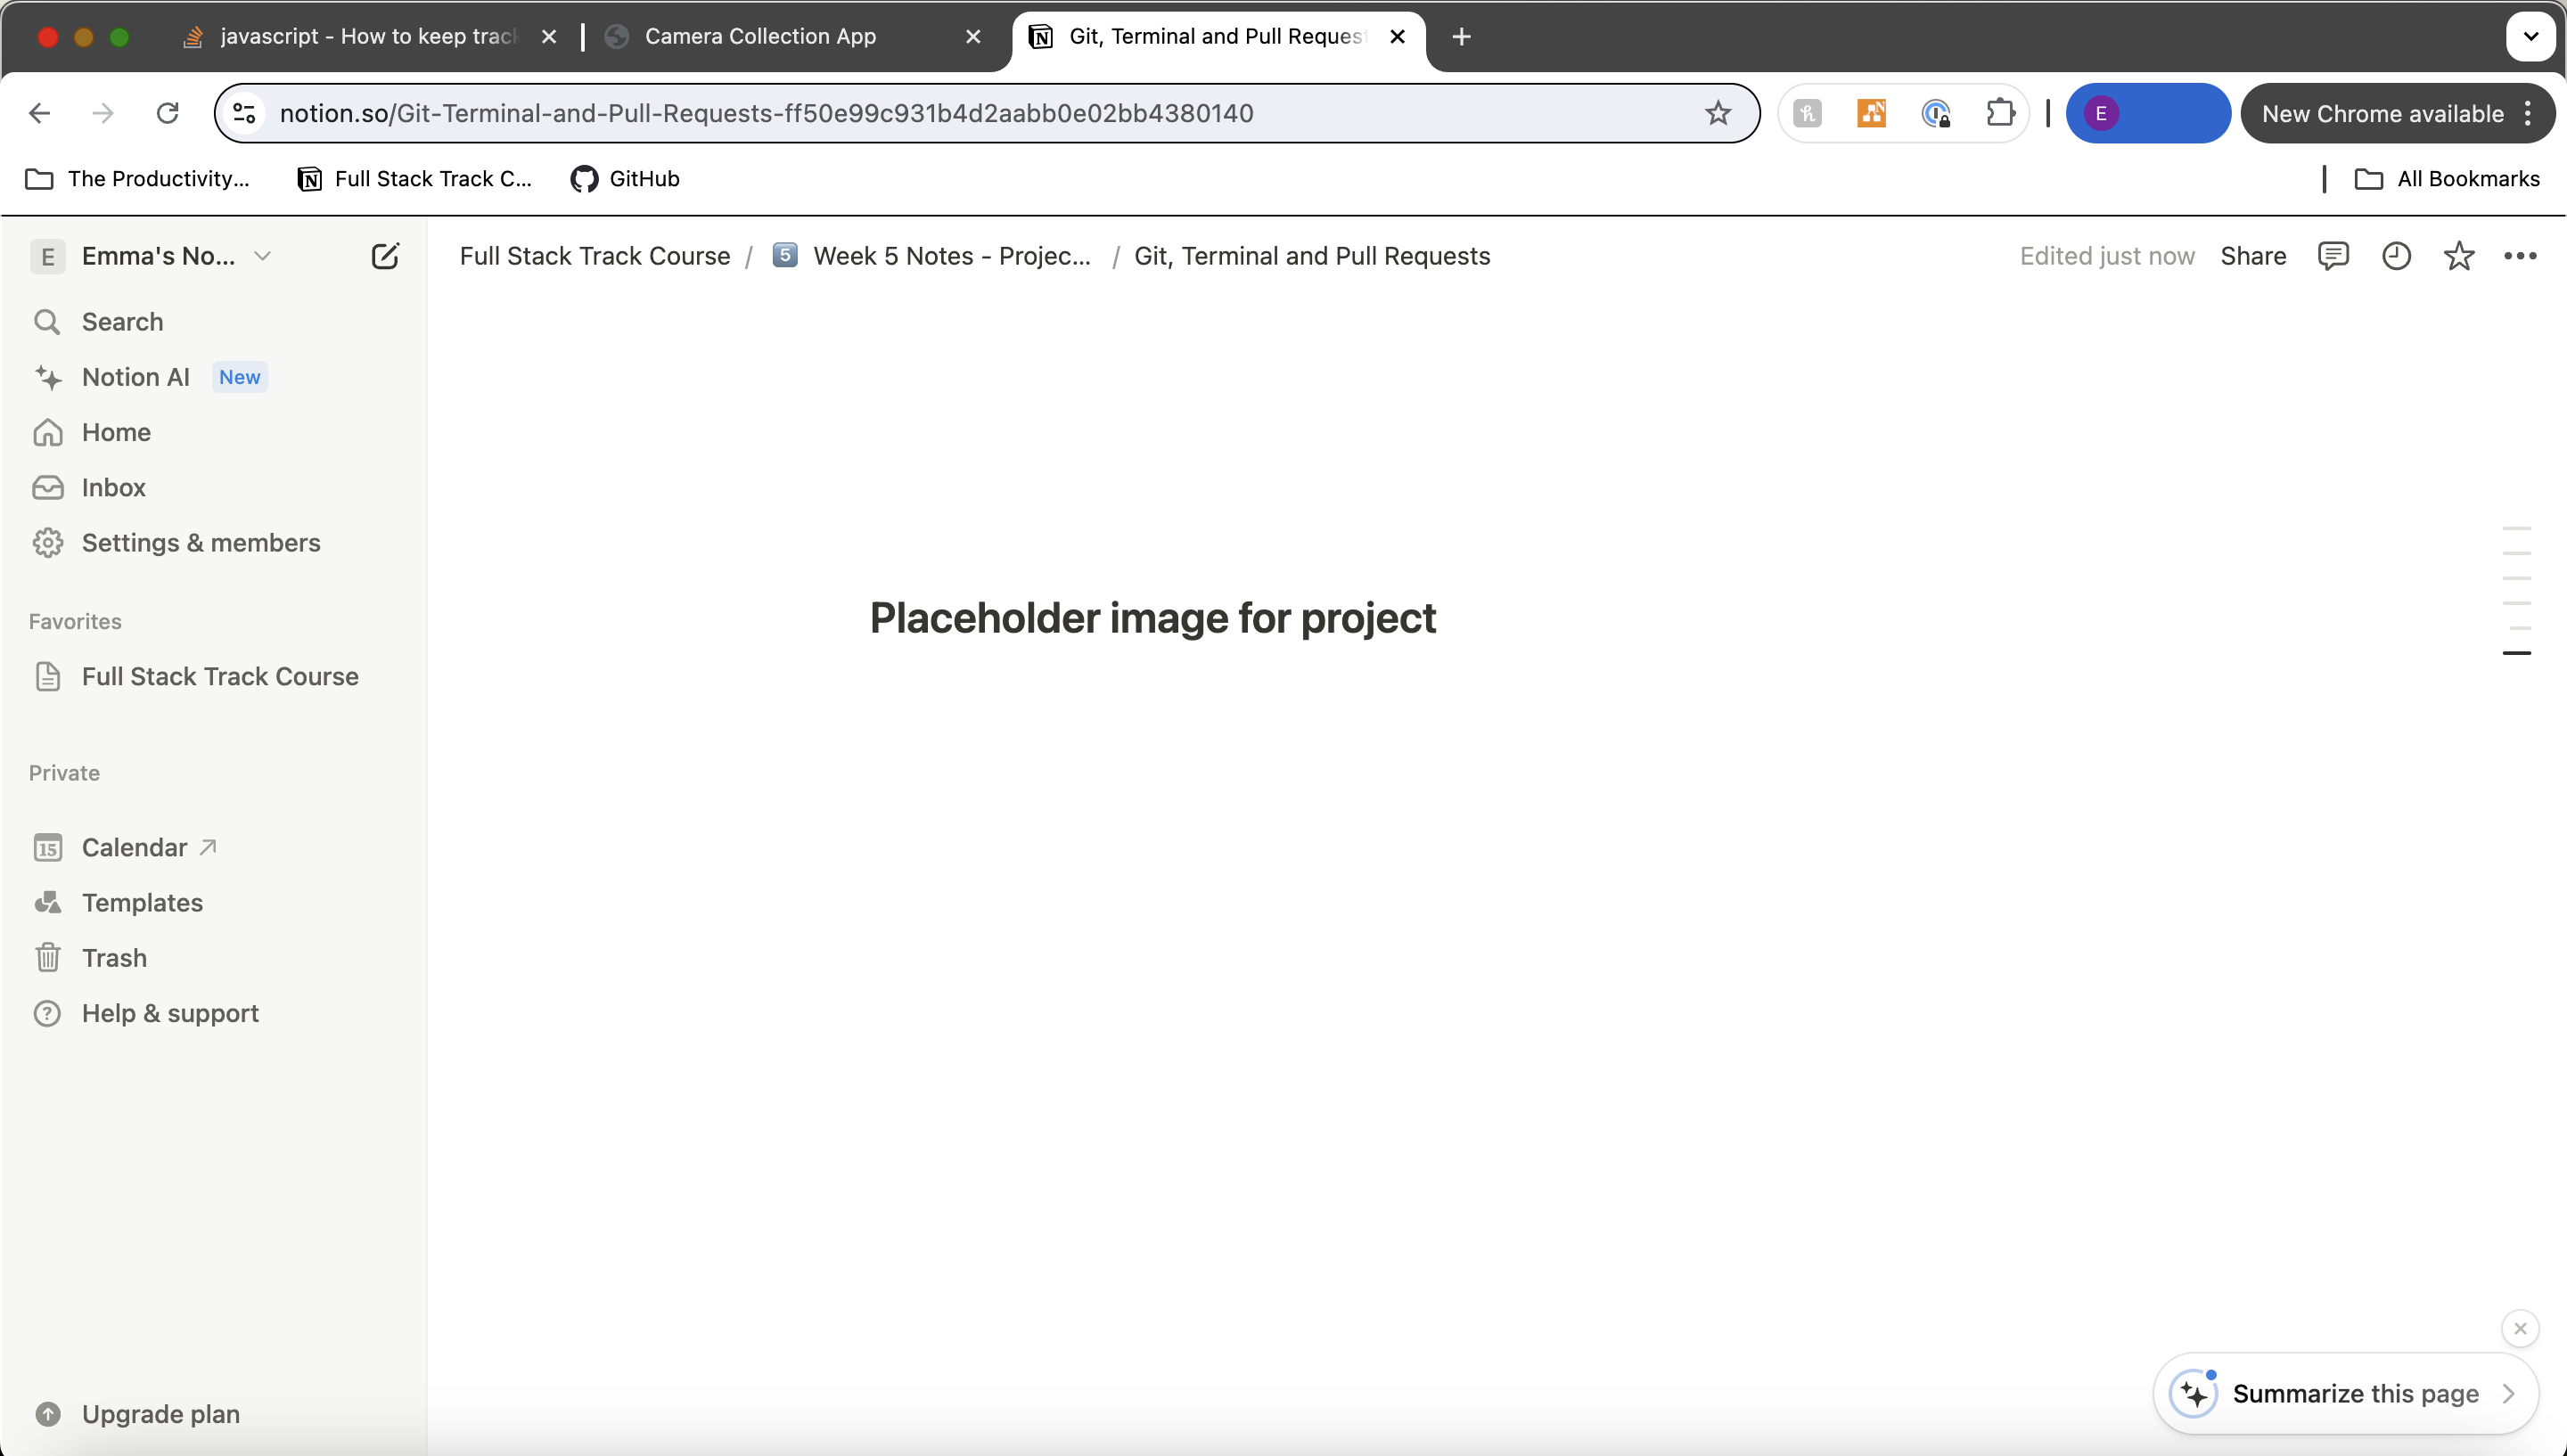 javascript - How to keep track
Camera Collection App
Git, Terminal and Pull Request
notion.so/Git-Terminal-and-Pull-Requests-ff50e99c931b4d2aabb0e02bb4380140
E
New Chrome available
The Productivity...
Full Stack Track C...
GitHub
All Bookmarks
E
Emma's No...
Full Stack Track Course / 5 Week 5 Notes - Projec... / Git, Terminal and Pull Requests
Edited just now
Share
Search
Notion AI New
Home
Inbox
Settings & members
Favorites
Full Stack Track Course
Private
15 Calendar
Templates
Trash
Help & support
Upgrade plan
Placeholder image for project
Summarize this page